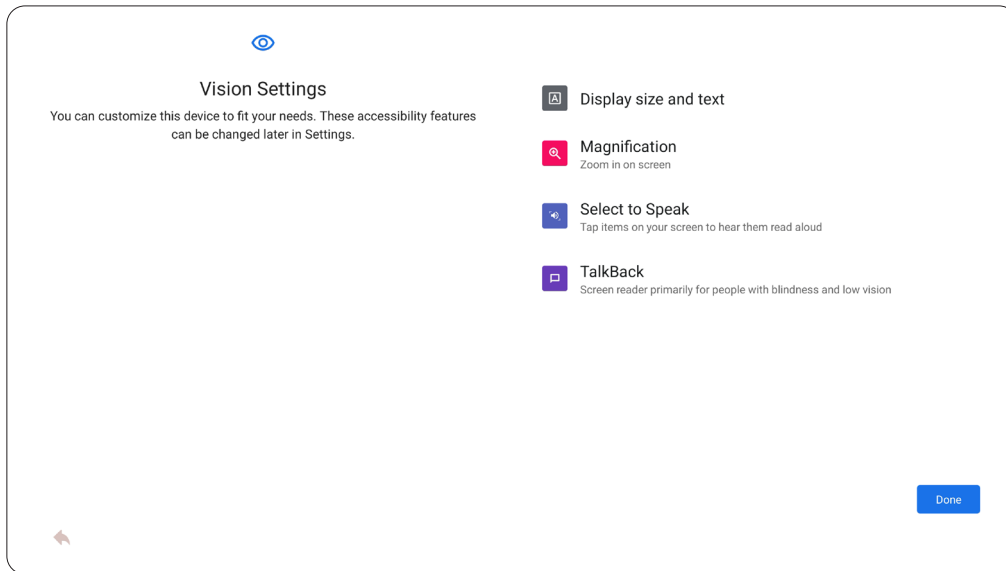 Vision Settings
You can customize this device to fit your needs. These accessibility features
can be changed later in Settings.
A
Display size and text
Magnification
Zoom in on screen
Select to Speak
Tap items on your screen to hear them read aloud
TalkBack
Screen reader primarily for people with blindness and low vision
Done